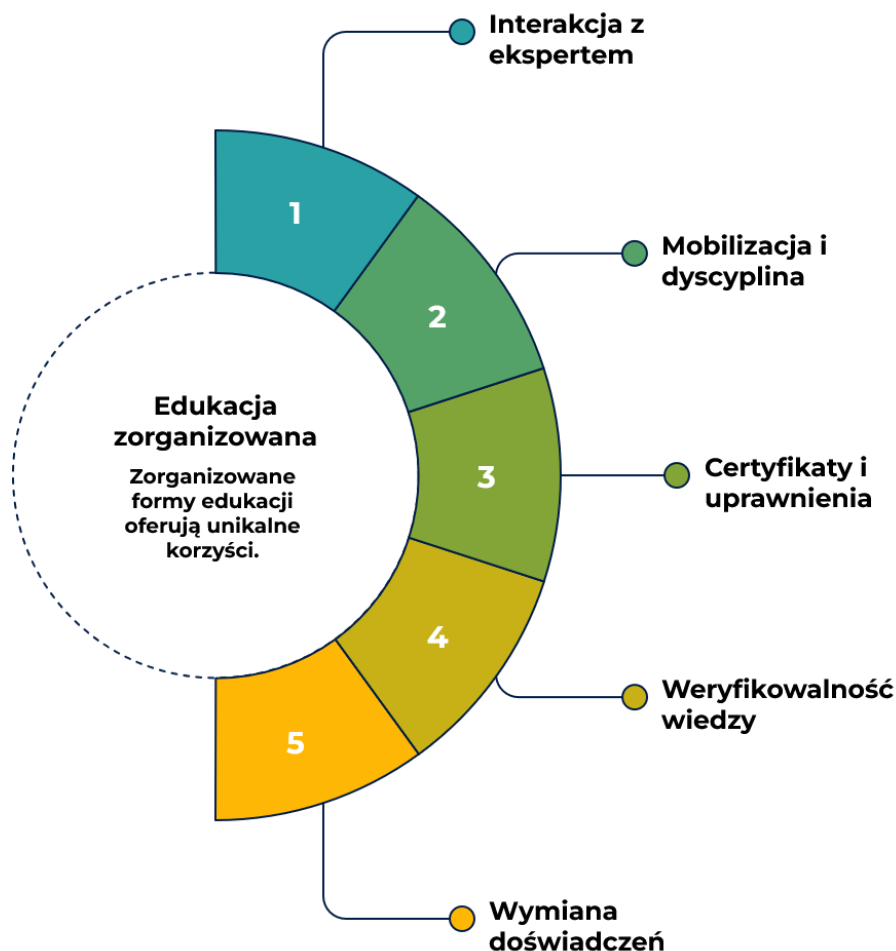 Interakcja z
ekspertem
1
Mobilizacja i
dyscyplina
2
Edukacja
zorganizowana
Zorganizowane
formy edukacji
oferują unikalne
korzyści.
3
Certyfikaty i
uprawnienia
4
Weryfikowalność
wiedzy
5
Wymiana
doświadczeń